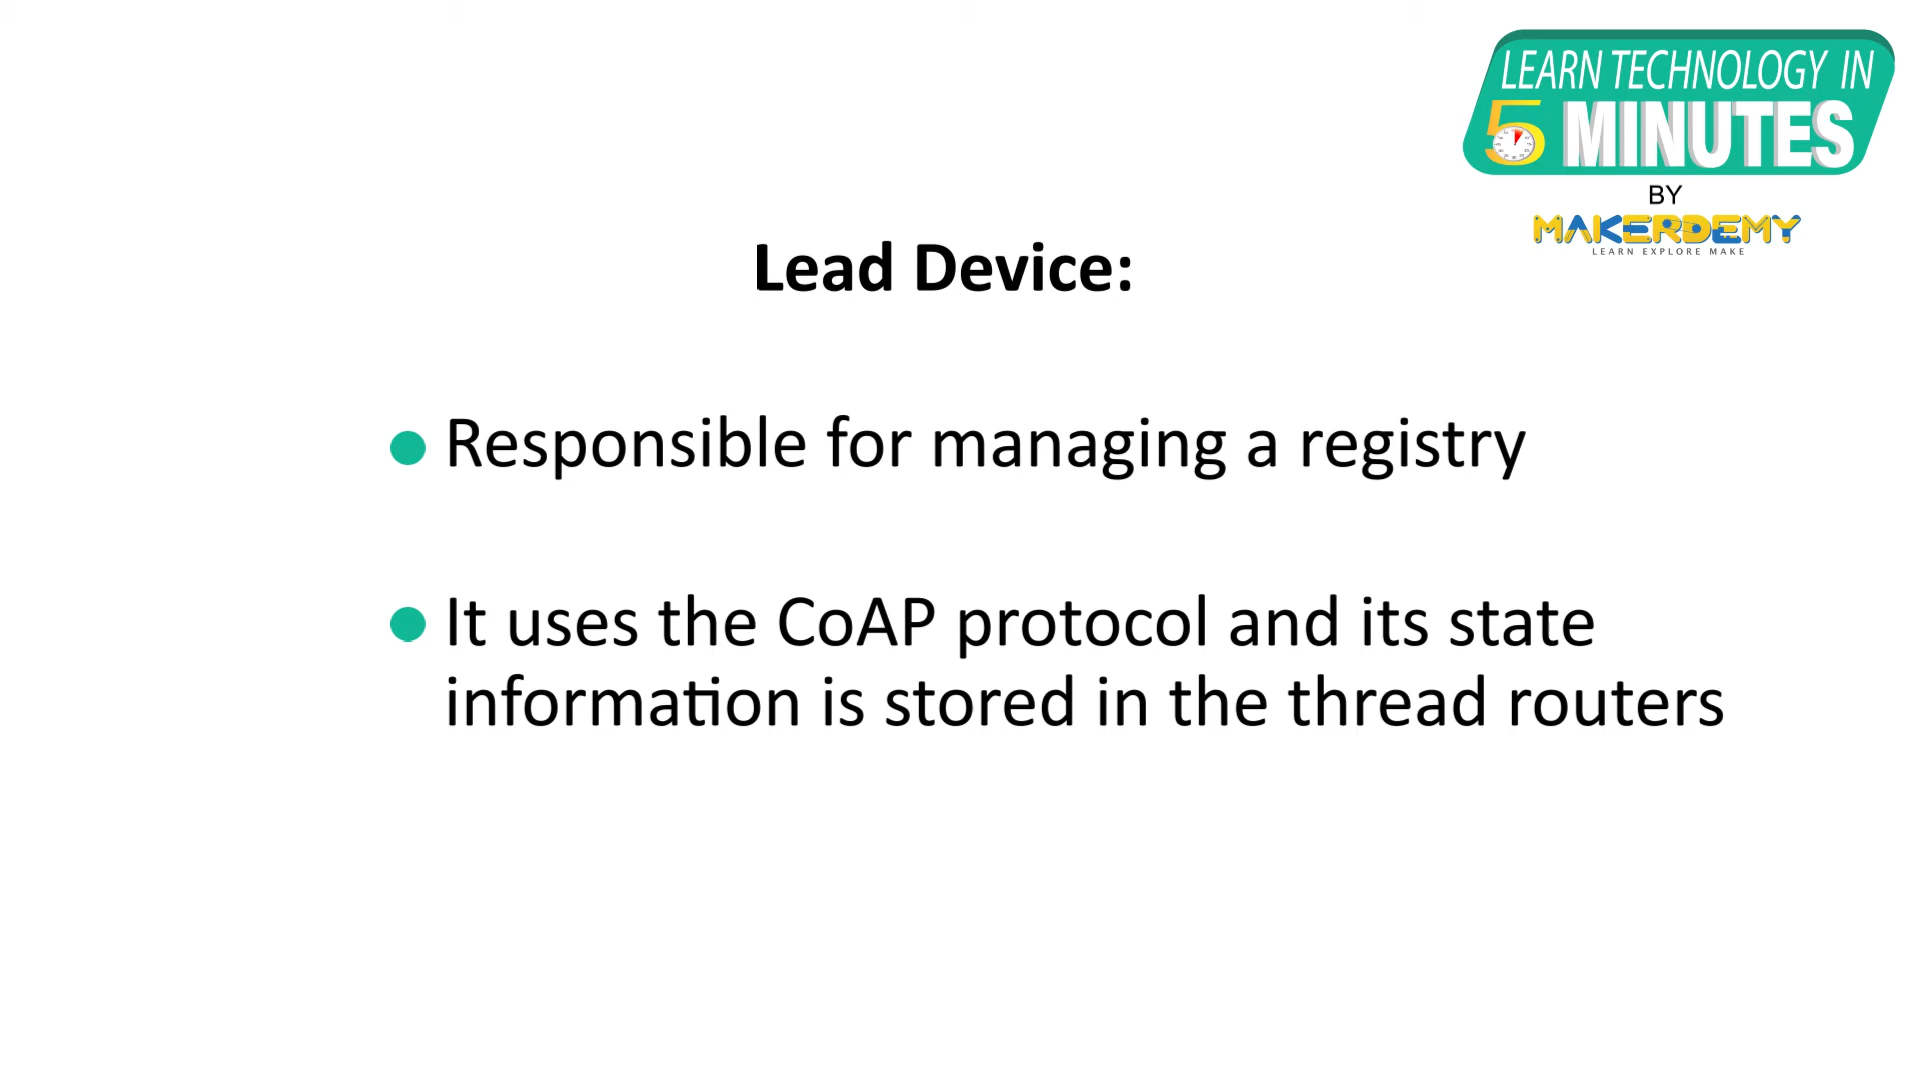 LEARN TECHNOLOGY IN
5 MINUTES
BY
MAKERDEMY
LEARN EXPLORE MAKE
Lead Device:
Responsible for managing a registry
It uses the CoAP protocol and its state
information is stored in the thread routers